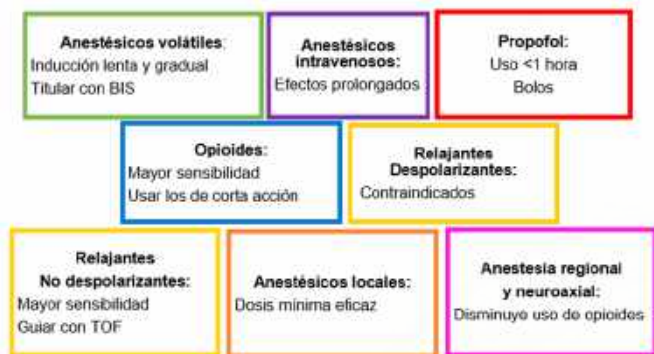 Anestésicos volátiles:
Inducción lenta y gradual
Titular con BIS
Anestésicos
intravenosos:
Efectos prolongados
Propofol:
Uso <1 hora
Bolos
Opioides:
Mayor sensibilidad
Usar los de corta acción
Relajantes
Despolarizantes:
Contraindicados
Relajantes
No despolarizantes:
Mayor sensibilidad
Guiar con TOF
Anestésicos locales:
Dosis mínima eficaz
Anestesia regional
y neuroaxial:
Disminuye uso de opioides